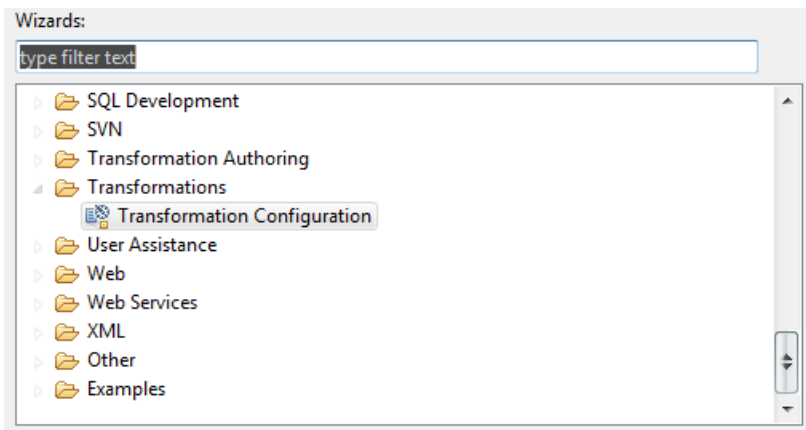 Wizards:
type filter text
SQL Development
SVN
Transformation Authoring
Transformations
Transformation Configuration
User Assistance
Web
Web Services
XML
Other
Examples